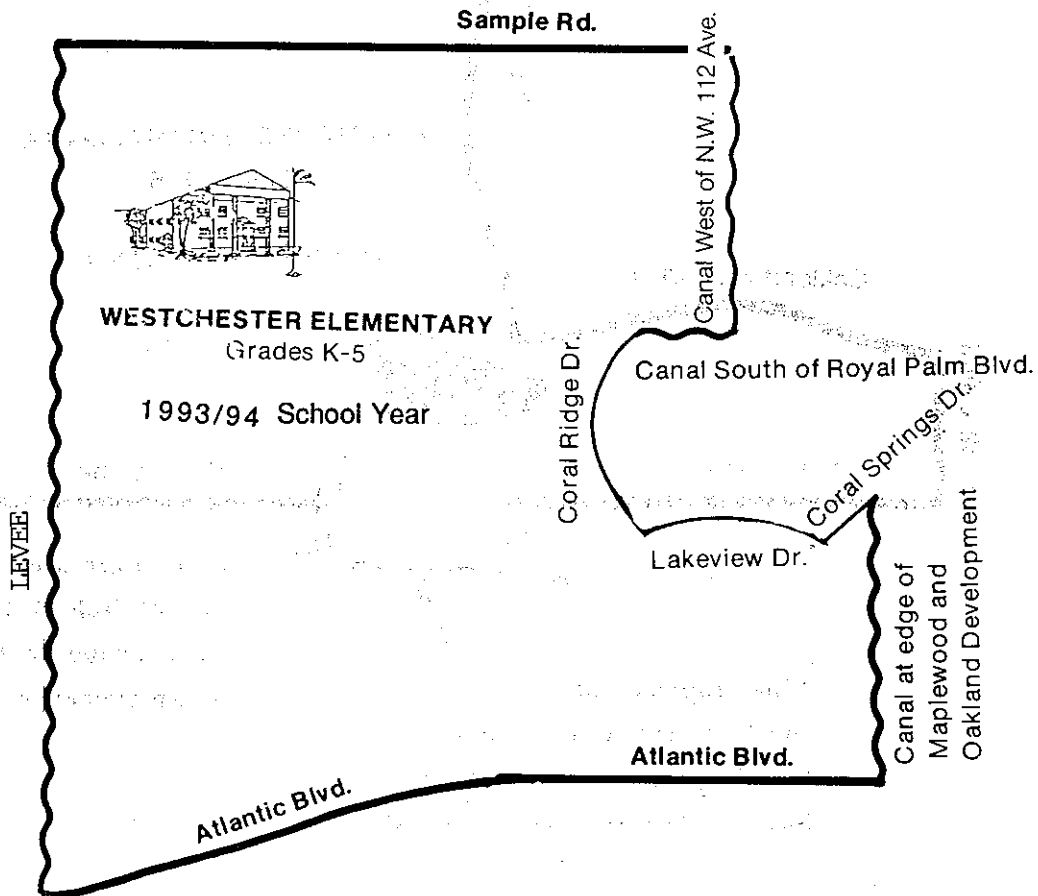 Sample Rd.
Canal West of N.W. 112 Ave.
WESTCHESTER ELEMENTARY
Grades K-5
1993/94 School Year
Coral Ridge Dr.
Canal South of Royal Palm Blvd.
Coral Springs Dr.
LEVEE
Lakeview Dr.
Canal at edge of
Maplewood and
Oakland Development
Atlantic Blvd.
Atlantic Blvd.